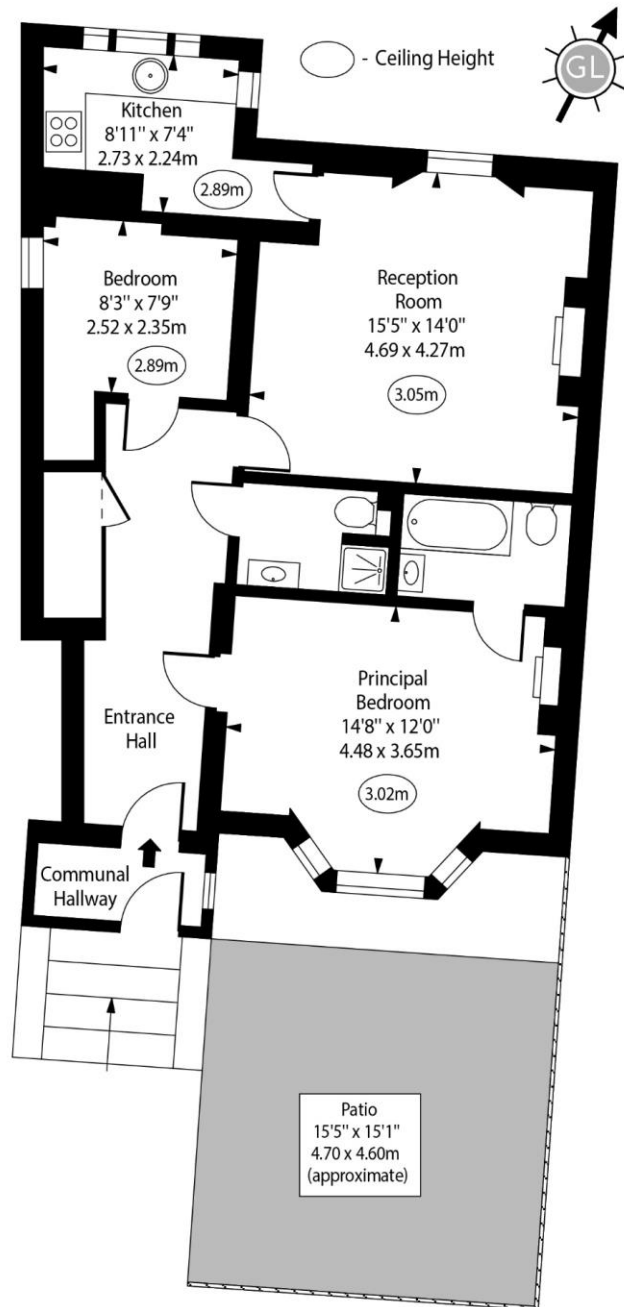 - Ceiling Height
GL
Kitchen
8'11" x 7'4"
2.73 x 2.24m
2.89m
Bedroom
8'3" x 7'9"
2.52 x 2.35m
2.89m
Reception
Room
15'5" x 14'0"
4.69 x 4.27m
3.05m
Principal
Bedroom
14'8" x 12'0"
4.48 x 3.65m
3.02m
Entrance
Hall
Communal
Hallway
Patio
15'5" x 15'1"
4.70 x 4.60m
(approximate)